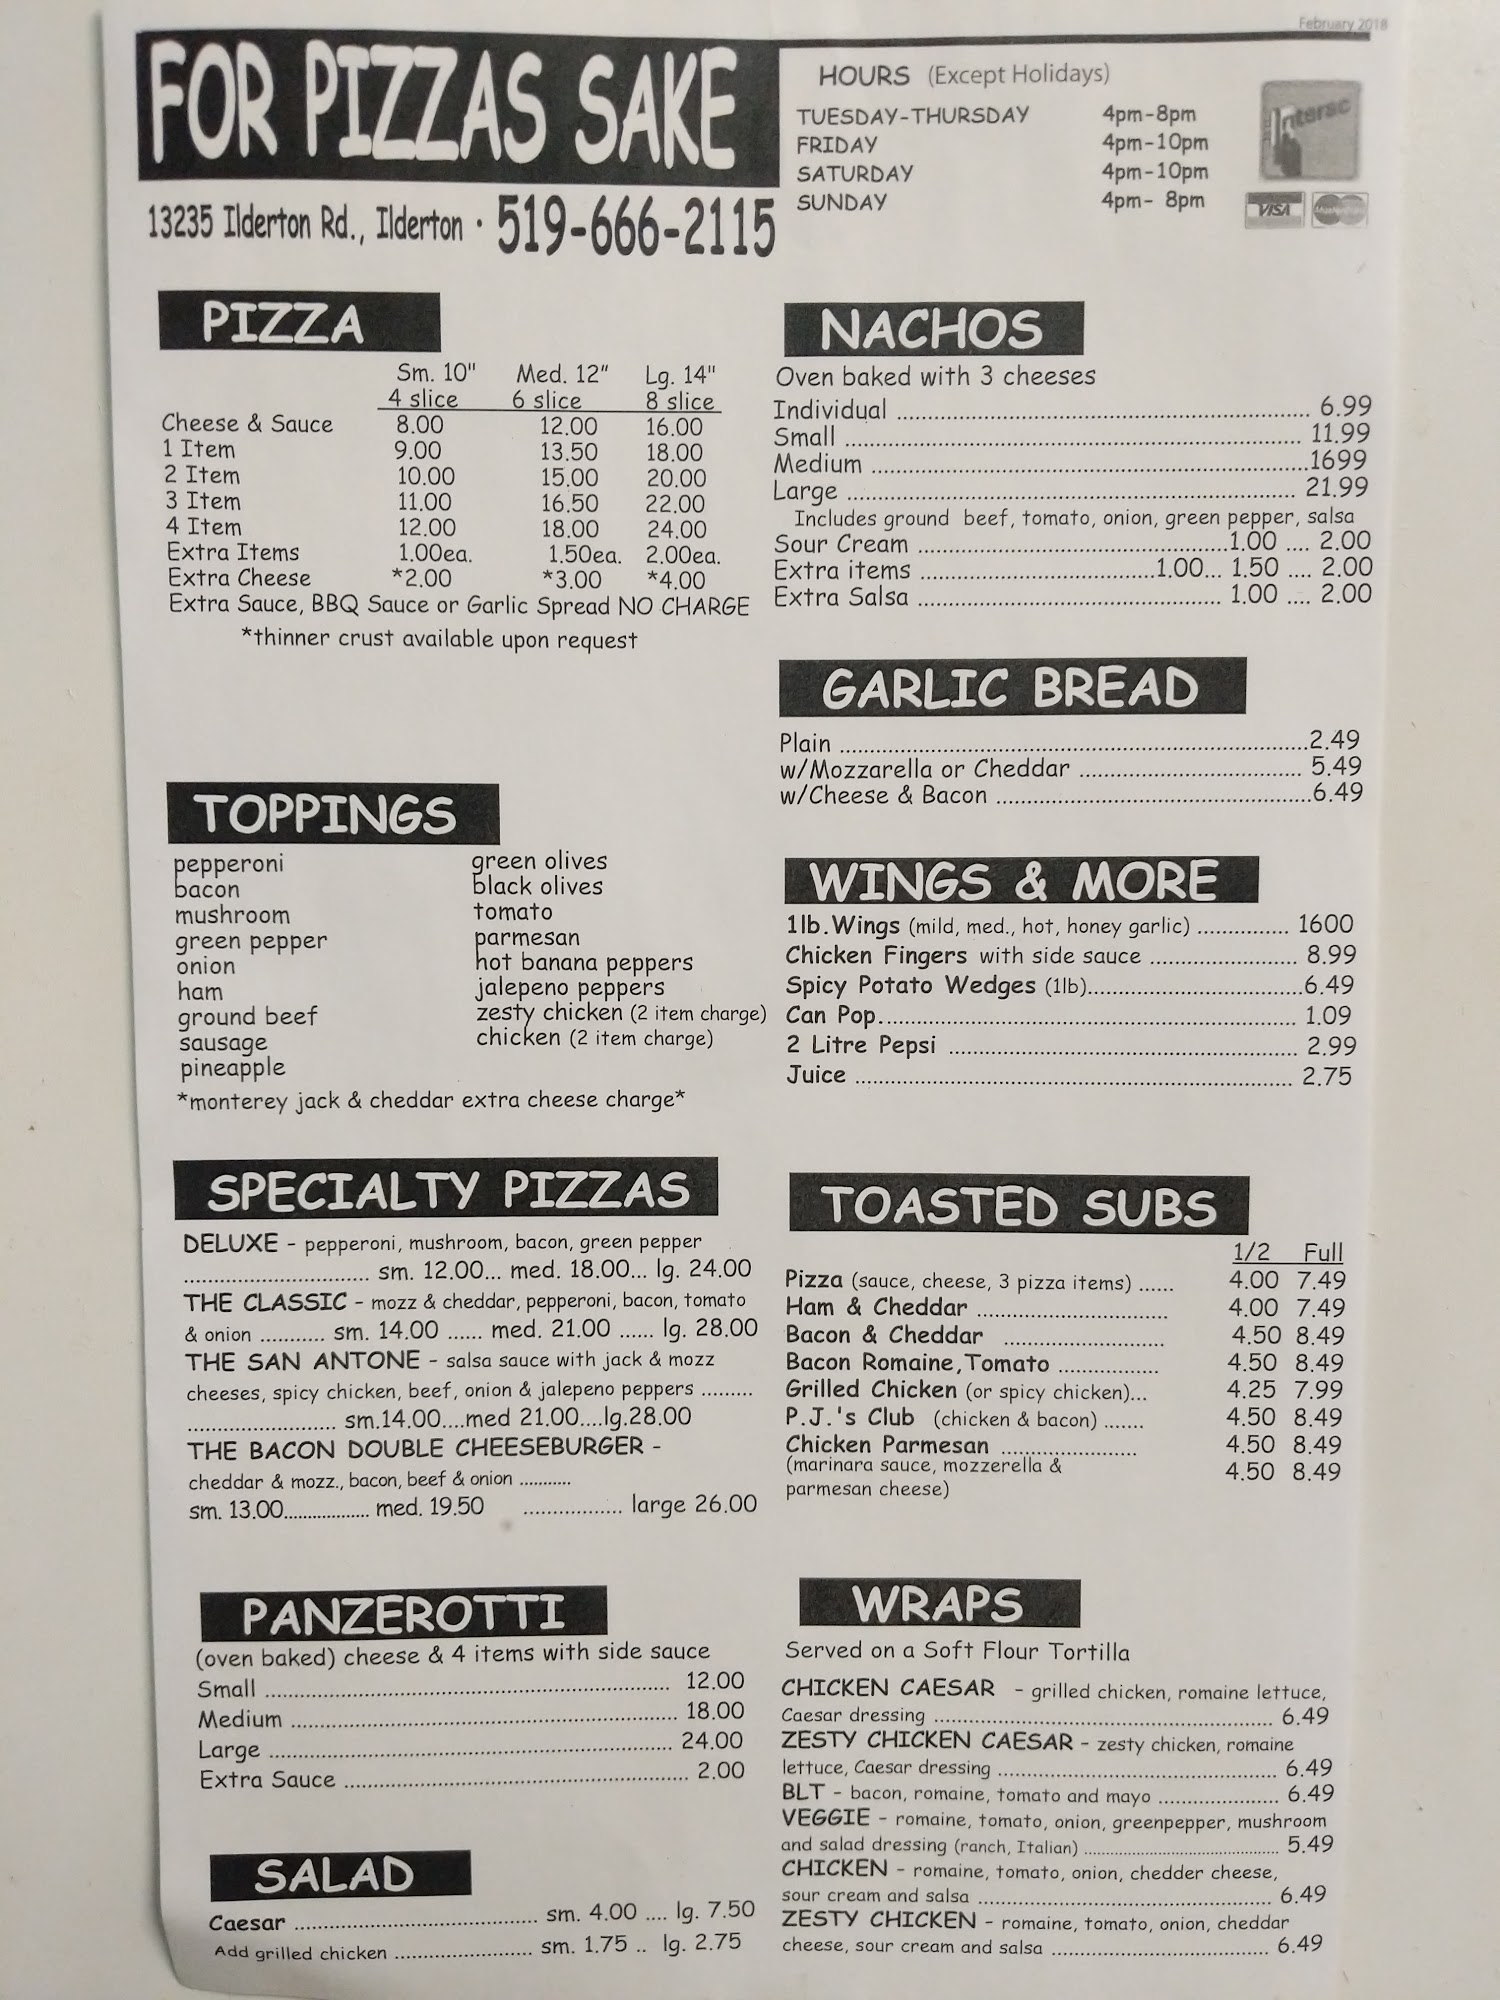 February 2018
FOR PIZZAS SAKE
13235 Ilderton Rd., Ilderton · 519-666-2115
HOURS (Except Holidays)
TUESDAY-THURSDAY 4pm-8pm
FRIDAY 4pm-10pm
SATURDAY 4pm-10pm
SUNDAY 4pm- 8pm
Interac
VISA MasterCard
PIZZA
Sm. 10" Med. 12" Lg. 14"
4 slice 6 slice 8 slice
Cheese & Sauce 8.00 12.00 16.00
1 Item 9.00 13.50 18.00
2 Item 10.00 15.00 20.00
3 Item 11.00 16.50 22.00
4 Item 12.00 18.00 24.00
Extra Items 1.00ea. 1.50ea. 2.00ea.
Extra Cheese *2.00 *3.00 *4.00
Extra Sauce, BBQ Sauce or Garlic Spread NO CHARGE
*thinner crust available upon request
TOPPINGS
pepperoni
bacon
mushroom
green pepper
onion
ham
ground beef
sausage
pineapple
green olives
black olives
tomato
parmesan
hot banana peppers
jalepeno peppers
zesty chicken (2 item charge)
chicken (2 item charge)
*monterey jack & cheddar extra cheese charge*
SPECIALTY PIZZAS
DELUXE - pepperoni, mushroom, bacon, green pepper
............................. sm. 12.00... med. 18.00... lg. 24.00
THE CLASSIC - mozz & cheddar, pepperoni, bacon, tomato
& onion ........... sm. 14.00 ...... med. 21.00 ...... lg. 28.00
THE SAN ANTONE - salsa sauce with jack & mozz
cheeses, spicy chicken, beef, onion & jalepeno peppers .........
........................ sm.14.00....med 21.00....lg.28.00
THE BACON DOUBLE CHEESEBURGER -
cheddar & mozz., bacon, beef & onion ...........
sm. 13.00................... med. 19.50 ................. large 26.00
PANZEROTTI
(oven baked) cheese & 4 items with side sauce
Small ........................ 12.00
Medium ........................ 18.00
Large ........................ 24.00
Extra Sauce ........................ 2.00
SALAD
Caesar ........................ sm. 4.00 .... lg. 7.50
Add grilled chicken ........................ sm. 1.75 .. lg. 2.75
NACHOS
Oven baked with 3 cheeses
Individual ........................ 6.99
Small ........................ 11.99
Medium ........................1699
Large ........................ 21.99
Includes ground beef, tomato, onion, green pepper, salsa
Sour Cream ........................1.00 .... 2.00
Extra items ........................1.00... 1.50 .... 2.00
Extra Salsa ........................ 1.00 .... 2.00
GARLIC BREAD
Plain ........................2.49
w/Mozzarella or Cheddar ........................ 5.49
w/Cheese & Bacon ........................6.49
WINGS & MORE
1lb.Wings (mild, med., hot, honey garlic) ............... 1600
Chicken Fingers with side sauce ........................ 8.99
Spicy Potato Wedges (1lb)........................6.49
Can Pop........................ 1.09
2 Litre Pepsi ........................ 2.99
Juice ........................ 2.75
TOASTED SUBS
1/2 Full
Pizza (sauce, cheese, 3 pizza items) ...... 4.00 7.49
Ham & Cheddar ........................ 4.00 7.49
Bacon & Cheddar ........................ 4.50 8.49
Bacon Romaine,Tomato ............... 4.50 8.49
Grilled Chicken (or spicy chicken)... 4.25 7.99
P.J.'s Club (chicken & bacon) ....... 4.50 8.49
Chicken Parmesan .................... 4.50 8.49
(marinara sauce, mozzerella & 4.50 8.49
parmesan cheese)
WRAPS
Served on a Soft Flour Tortilla
CHICKEN CAESAR - grilled chicken, romaine lettuce,
Caesar dressing ........................ 6.49
ZESTY CHICKEN CAESAR - zesty chicken, romaine
lettuce, Caesar dressing ........................ 6.49
BLT - bacon, romaine, tomato and mayo .................... 6.49
VEGGIE - romaine, tomato, onion, greenpepper, mushroom
and salad dressing (ranch, Italian) ........................ 5.49
CHICKEN - romaine, tomato, onion, chedder cheese,
sour cream and salsa ........................ 6.49
ZESTY CHICKEN - romaine, tomato, onion, cheddar
cheese, sour cream and salsa ........................ 6.49